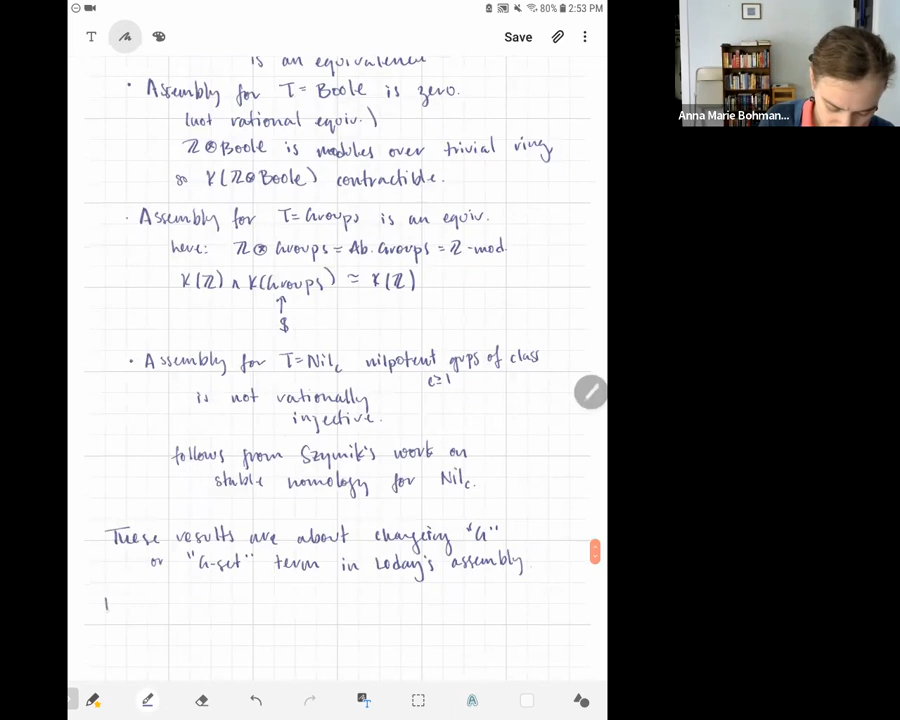 80% 2:53 PM
T Save
is an equivalence
· Assembly for T = Boole is zero.
(not rational equiv.)
ℤ⊗Boole is modules over trivial ring
so K(ℤ⊗Boole) contractible.
· Assembly for T = Groups is an equiv.
here: ℤ⊗ Groups = Ab. Groups = ℤ-mod.
K(ℤ) ∧ K(Groups) ≃ K(ℤ)
↑
$
· Assembly for T = Nil_c nilpotent grps of class
c≥1
is not rationally
injective.
follows from Szymik's work on
stable homology for Nil_c.
These results are about changing "G"
or "G-set" term in Loday's assembly.
Anna Marie Bohman...